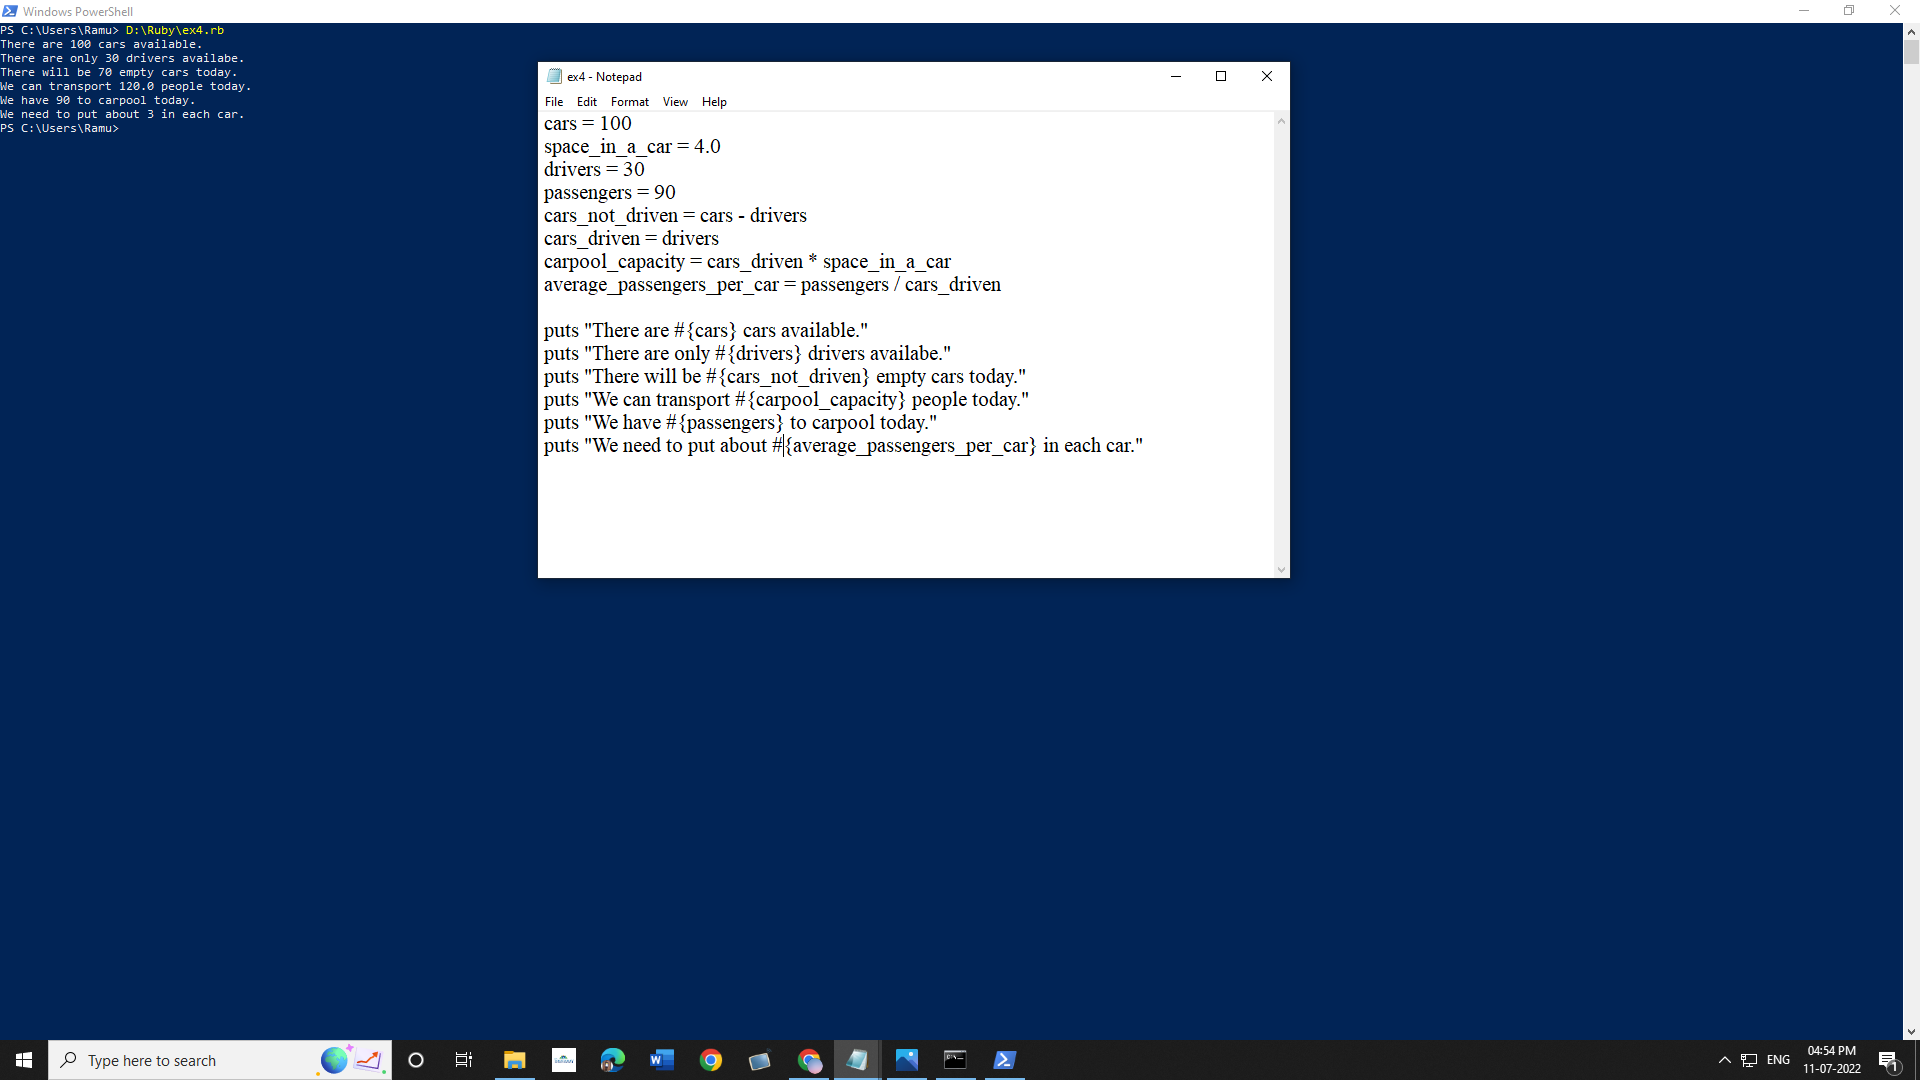 Windows PowerShell
PS C:\Users\Ramu> D:\Ruby\ex4.rb
There are 100 cars available.
There are only 30 drivers availabe.
There will be 70 empty cars today.
We can transport 120.0 people today.
We have 90 to carpool today.
We need to put about 3 in each car.
PS C:\Users\Ramu>
ex4 - Notepad
File Edit Format View Help
cars = 100
space_in_a_car = 4.0
drivers = 30
passengers = 90
cars_not_driven = cars - drivers
cars_driven = drivers
carpool_capacity = cars_driven * space_in_a_car
average_passengers_per_car = passengers / cars_driven
puts "There are #{cars} cars available."
puts "There are only #{drivers} drivers availabe."
puts "There will be #{cars_not_driven} empty cars today."
puts "We can transport #{carpool_capacity} people today."
puts "We have #{passengers} to carpool today."
puts "We need to put about #{average_passengers_per_car} in each car."
Type here to search
ENG
04:54 PM
11-07-2022
1